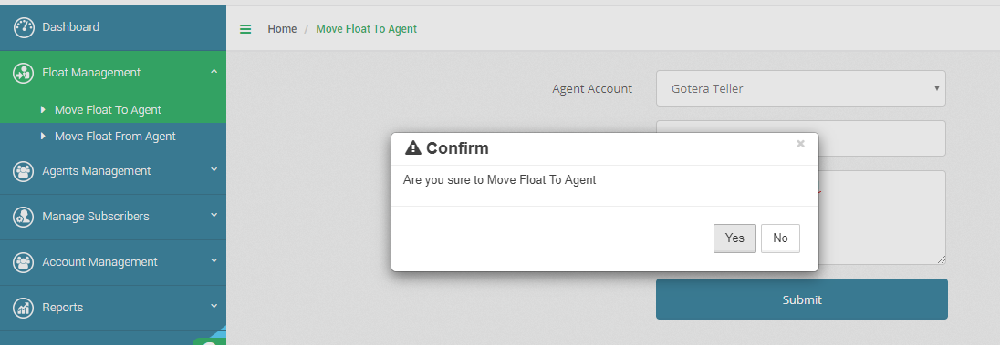 Dashboard
Float Management
Move Float To Agent
Move Float From Agent
Agents Management
Manage Subscribers
Account Management
Reports
Home / Move Float To Agent
Agent Account
Gotera Teller
Confirm
×
Are you sure to Move Float To Agent
Yes
No
Submit